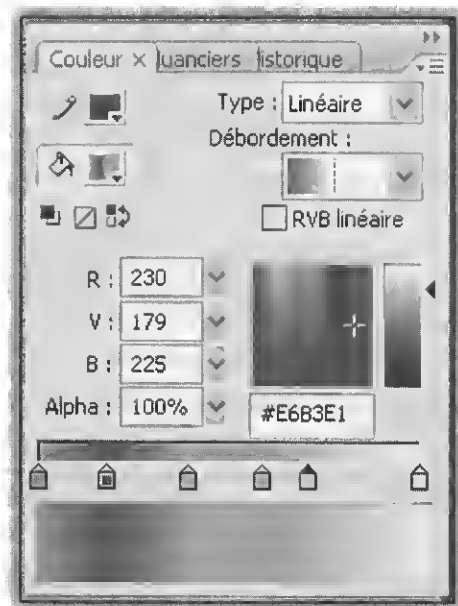 Couleur × uanciers istorique
Type : Linéaire
Débordement :
RVB linéaire
R : 230
V : 179
B : 225
Alpha : 100%
#E6B3E1